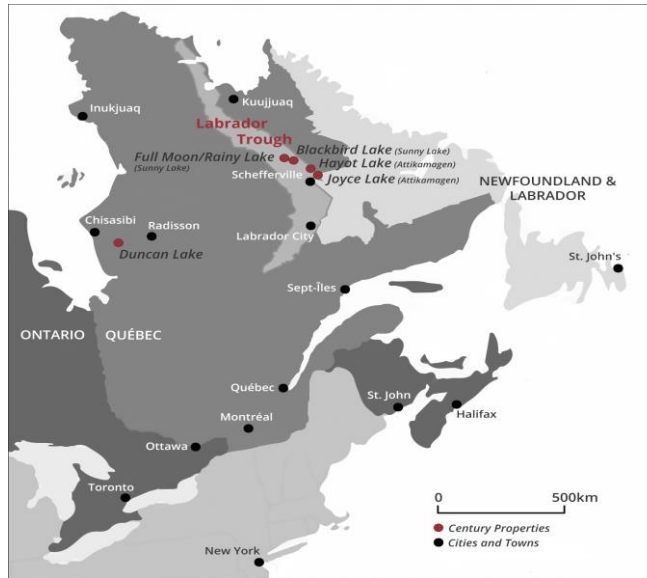 Inukjuaq
Kuujjuaq
Labrador
Trough
Blackbird Lake (Sunny Lake)
Full Moon/Rainy Lake
(Sunny Lake)
Hayot Lake (Attikamagen)
Schefferville
Joyce Lake (Attikamagen)
NEWFOUNDLAND &
LABRADOR
Chisasibi
Radisson
Labrador City
Duncan Lake
St. John's
Sept-Îles
ONTARIO
QUÉBEC
Québec
St. John
Montréal
Halifax
Ottawa
Toronto
0
500km
Century Properties
Cities and Towns
New York